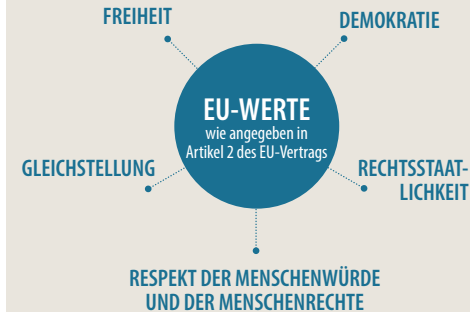 FREIHEIT
DEMOKRATIE
EU-WERTE
wie angegeben in
Artikel 2 des EU-Vertrags
GLEICHSTELLUNG
RECHTSSTAAT-
LICHKEIT
RESPEKT DER MENSCHENWÜRDE
UND DER MENSCHENRECHTE